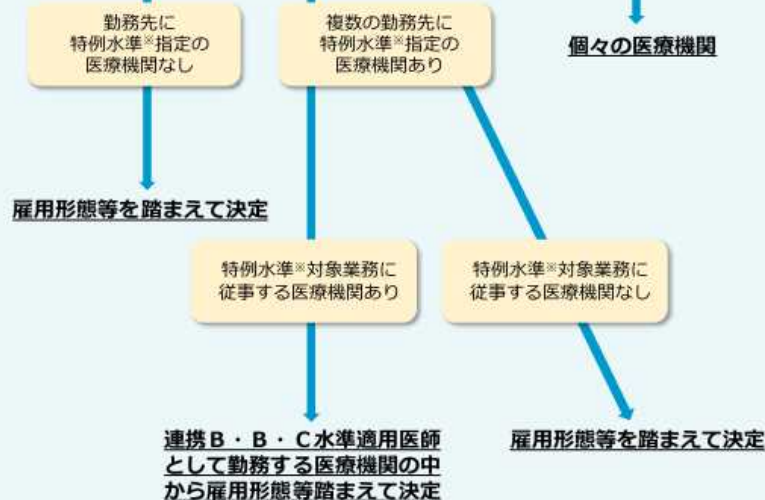 勤務先に
特例水準※指定の
医療機関なし
複数の勤務先に
特例水準※指定の
医療機関あり
個々の医療機関
雇用形態等を踏まえて決定
特例水準※対象業務に
従事する医療機関あり
特例水準※対象業務に
従事する医療機関なし
連携B・B・C水準適用医師
として勤務する医療機関の中
から雇用形態等踏まえて決定
雇用形態等を踏まえて決定